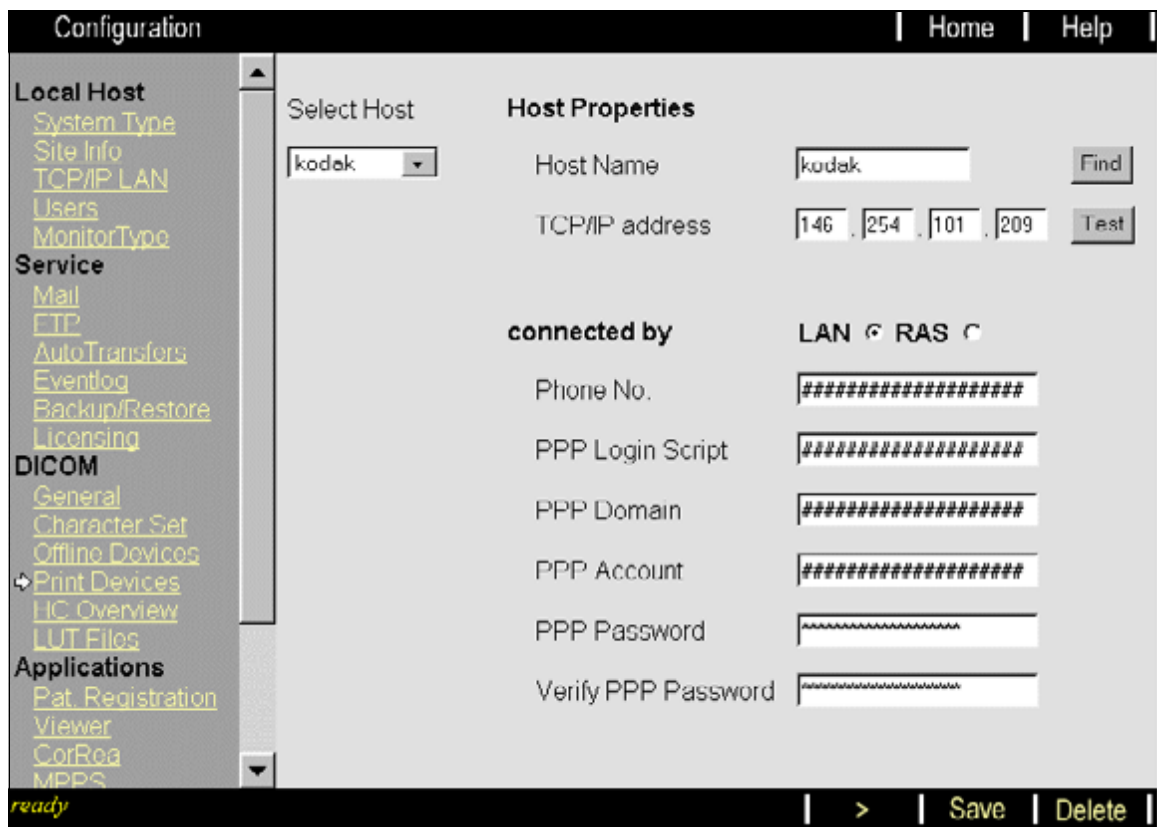 Configuration | Home | Help |
Local Host
System Type
Site Info
TCP/IP LAN
Users
MonitorType
Service
Mail
FTP
AutoTransfers
Eventlog
Backup/Restore
Licensing
DICOM
General
Character Set
Offline Devices
Print Devices
HC Overview
LUT Files
Applications
Pat. Registration
Viewer
CorRea
MPPS
Select Host
kodak
Host Properties
Host Name kodak Find
TCP/IP address 146 . 254 . 101 . 209 Test
connected by LAN RAS
Phone No. ####################
PPP Login Script ####################
PPP Domain ####################
PPP Account ####################
PPP Password ********************
Verify PPP Password ********************
ready | > | Save | Delete |